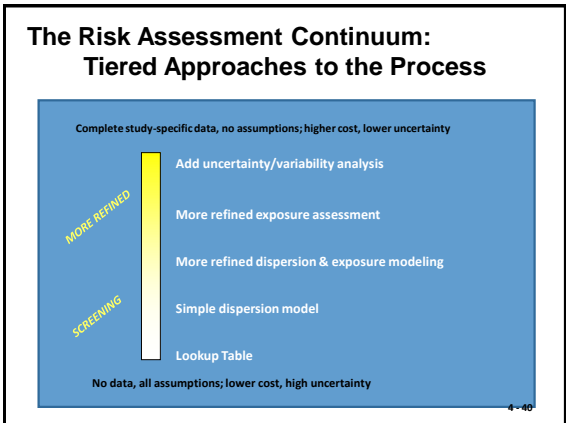 The Risk Assessment Continuum:
Tiered Approaches to the Process
Complete study-specific data, no assumptions; higher cost, lower uncertainty
Add uncertainty/variability analysis
MORE REFINED
More refined exposure assessment
More refined dispersion & exposure modeling
SCREENING
Simple dispersion model
Lookup Table
No data, all assumptions; lower cost, high uncertainty
4 - 40